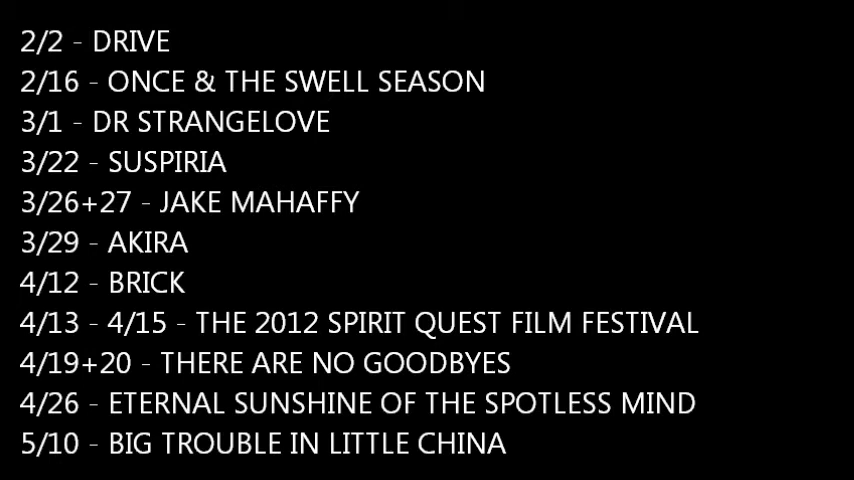 2/2 - DRIVE
2/16 - ONCE & THE SWELL SEASON
3/1 - DR STRANGELOVE
3/22 - SUSPIRIA
3/26+27 - JAKE MAHAFFY
3/29 - AKIRA
4/12 - BRICK
4/13 - 4/15 - THE 2012 SPIRIT QUEST FILM FESTIVAL
4/19+20 - THERE ARE NO GOODBYES
4/26 - ETERNAL SUNSHINE OF THE SPOTLESS MIND
5/10 - BIG TROUBLE IN LITTLE CHINA